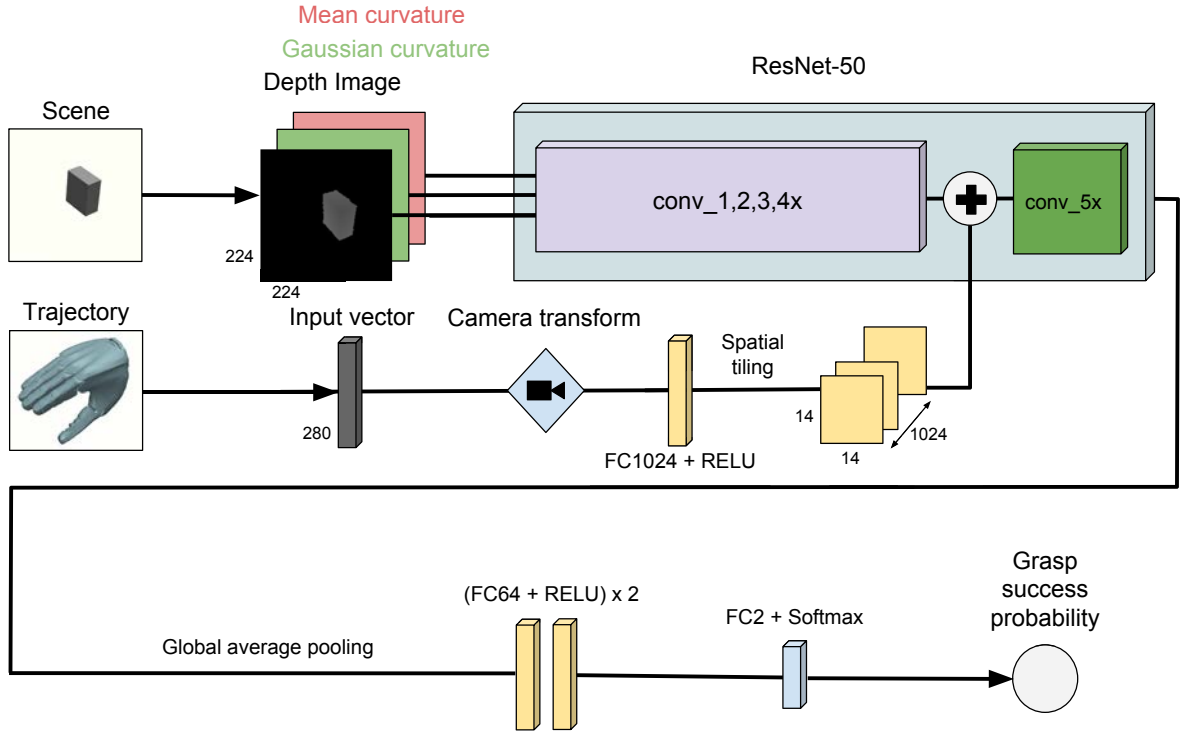 Mean curvature
Gaussian curvature
Depth Image
ResNet-50
Scene
conv_1,2,3,4x
conv_5x
224
224
Trajectory
Input vector
Camera transform
Spatial
tiling
280
14
1024
14
FC1024 + RELU
(FC64 + RELU) x 2
FC2 + Softmax
Grasp
success
probability
Global average pooling